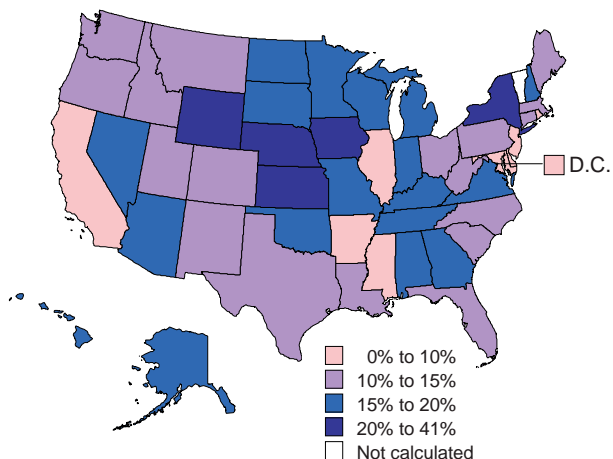 D.C.
0% to 10%
10% to 15%
15% to 20%
20% to 41%
Not calculated